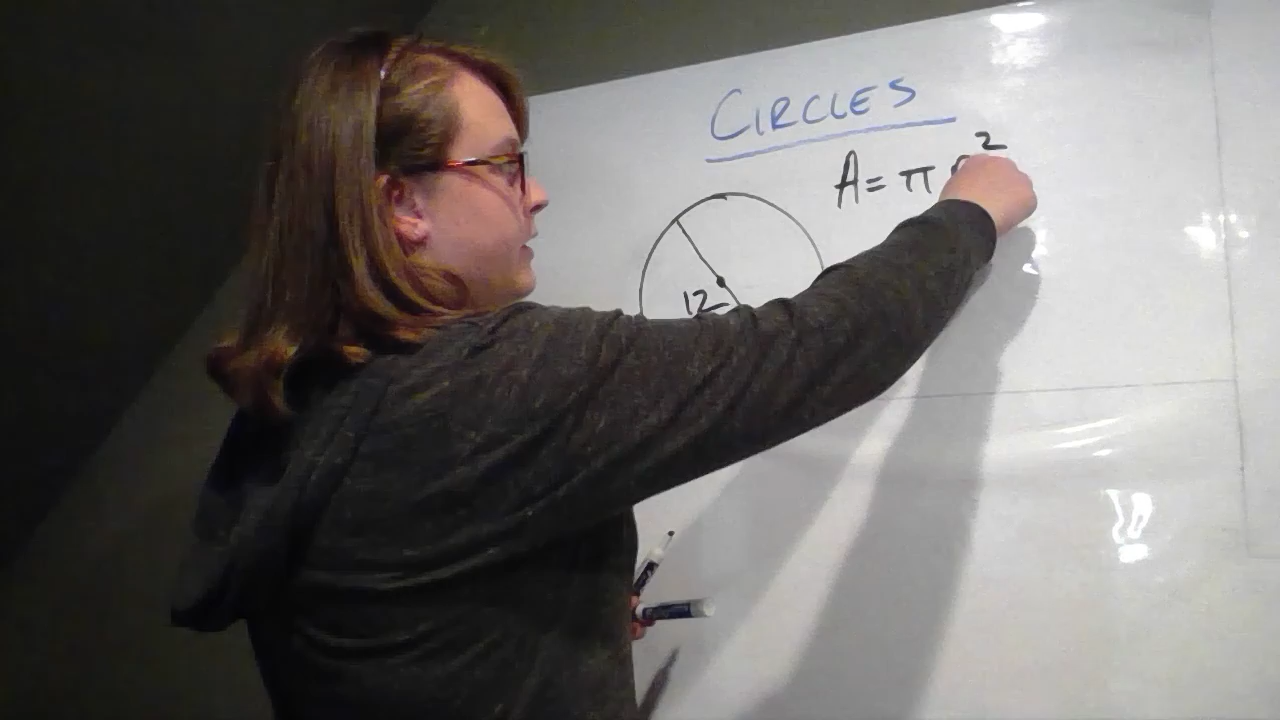 CIRCLES
A = π r²
12